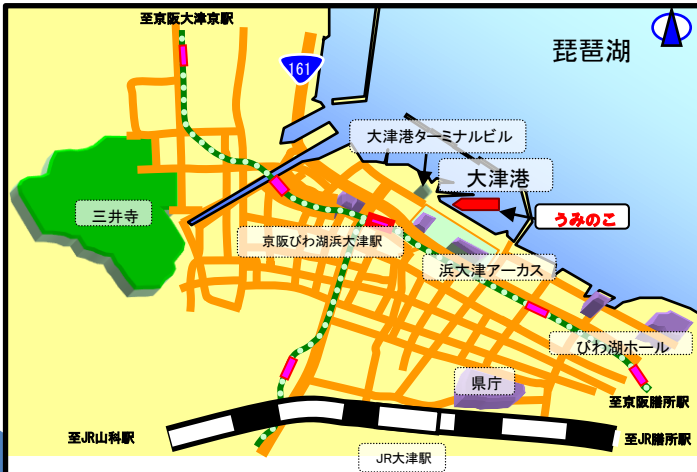 至京阪大津京駅
161
琵琶湖
大津港ターミナルビル
大津港
うみのこ
三井寺
京阪びわ湖浜大津駅
浜大津アーカス
びわ湖ホール
県庁
至京阪膳所駅
至JR山科駅
至JR膳所駅
JR大津駅